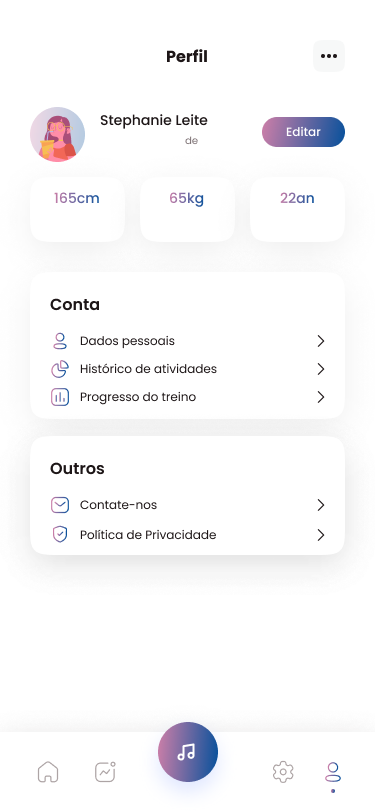 Perfil
Stephanie Leite
Editar
de
165cm
65kg
22an
Conta
Dados pessoais
Histórico de atividades
Progresso do treino
Outros
Contate-nos
Política de Privacidade